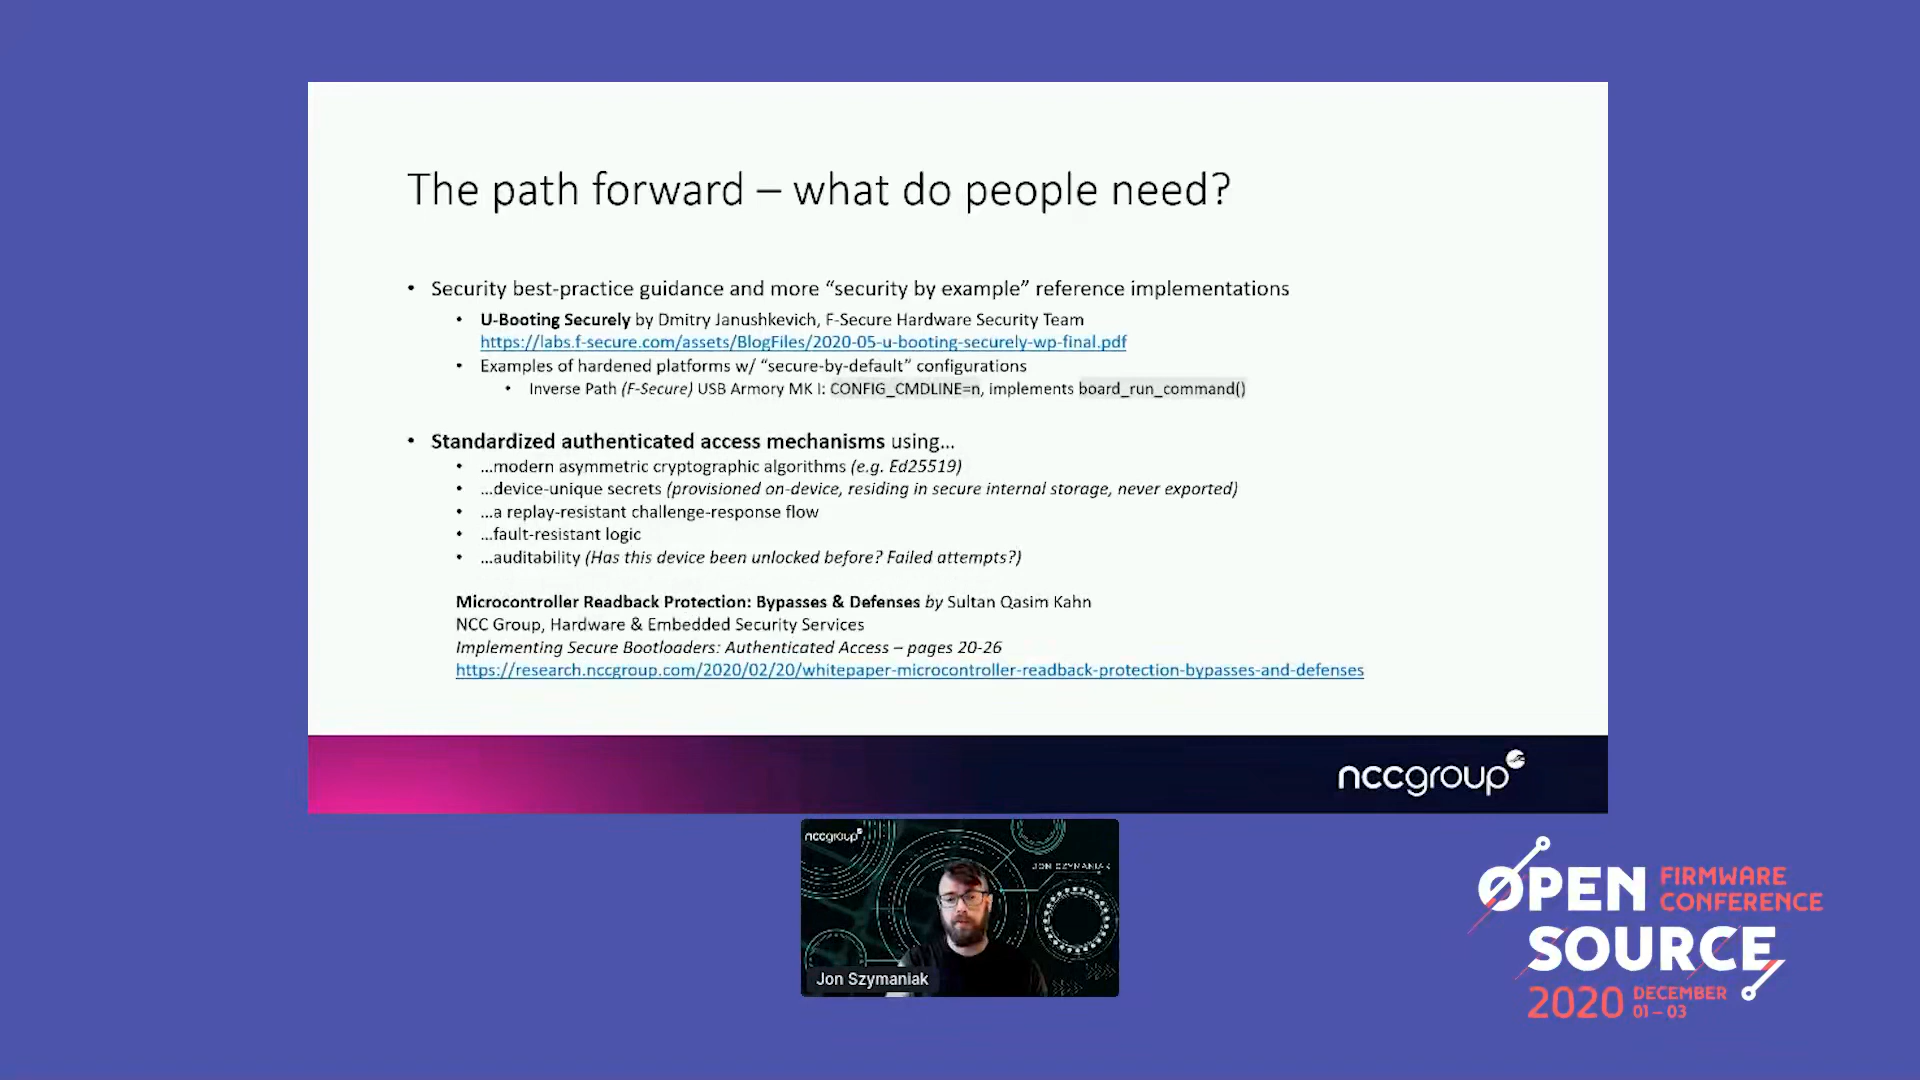 The path forward – what do people need?
• Security best-practice guidance and more “security by example” reference implementations
• U-Booting Securely by Dmitry Janushkevich, F-Secure Hardware Security Team
https://labs.f-secure.com/assets/BlogFiles/2020-05-u-booting-securely-wp-final.pdf
• Examples of hardened platforms w/ “secure-by-default” configurations
• Inverse Path (F-Secure) USB Armory MK I: CONFIG_CMDLINE=n, implements board_run_command()
• Standardized authenticated access mechanisms using…
• …modern asymmetric cryptographic algorithms (e.g. Ed25519)
• …device-unique secrets (provisioned on-device, residing in secure internal storage, never exported)
• …a replay-resistant challenge-response flow
• …fault-resistant logic
• …auditability (Has this device been unlocked before? Failed attempts?)
Microcontroller Readback Protection: Bypasses & Defenses by Sultan Qasim Kahn
NCC Group, Hardware & Embedded Security Services
Implementing Secure Bootloaders: Authenticated Access – pages 20-26
https://research.nccgroup.com/2020/02/20/whitepaper-microcontroller-readback-protection-bypasses-and-defenses
nccgroup
nccgroup
JON SZYMANIAK
Jon Szymaniak
OPEN FIRMWARE CONFERENCE
SOURCE
2020 DECEMBER 01 – 03